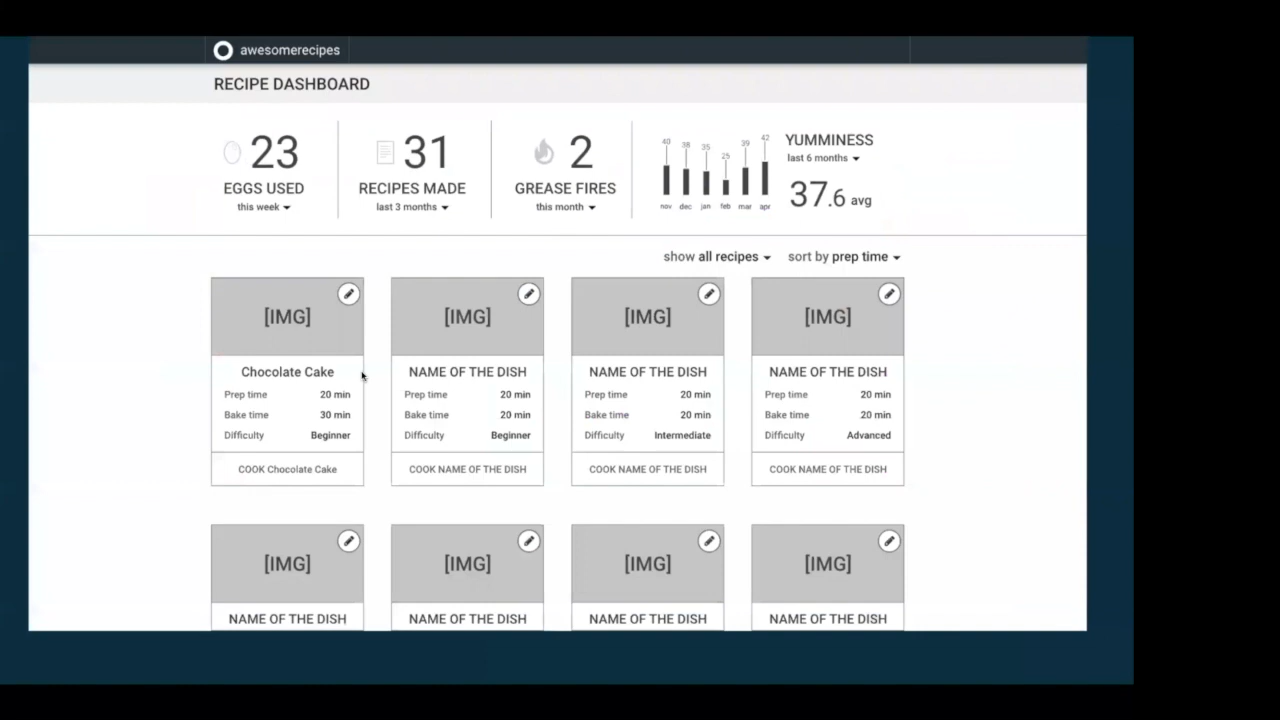 awesomerecipes
RECIPE DASHBOARD
23
EGGS USED
this week
31
RECIPES MADE
last 3 months
2
GREASE FIRES
this month
40 38 35 25 39 42
nov dec jan feb mar apr
YUMMINESS
last 6 months
37.6 avg
show all recipes sort by prep time
[IMG] [IMG] [IMG] [IMG]
Chocolate Cake NAME OF THE DISH NAME OF THE DISH NAME OF THE DISH
Prep time 20 min Prep time 20 min Prep time 20 min Prep time 20 min
Bake time 30 min Bake time 20 min Bake time 20 min Bake time 20 min
Difficulty Beginner Difficulty Beginner Difficulty Intermediate Difficulty Advanced
COOK Chocolate Cake COOK NAME OF THE DISH COOK NAME OF THE DISH COOK NAME OF THE DISH
[IMG] [IMG] [IMG] [IMG]
NAME OF THE DISH NAME OF THE DISH NAME OF THE DISH NAME OF THE DISH